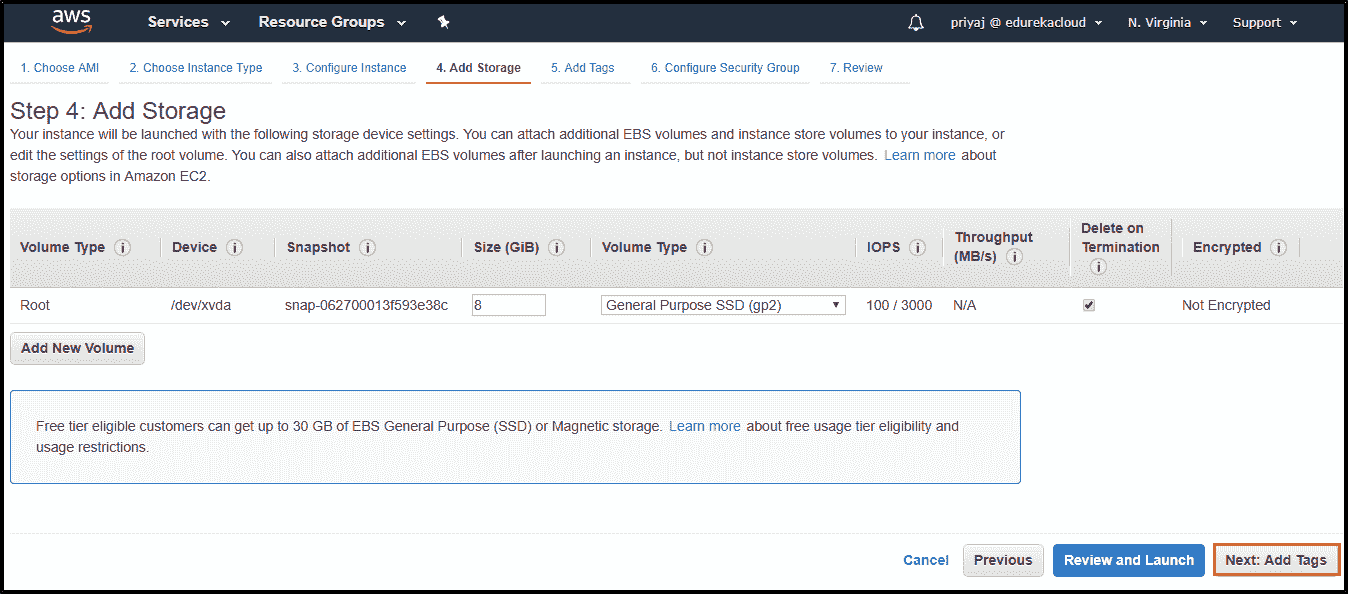 aws Services Resource Groups priyaj @ edurekacloud N. Virginia Support
1. Choose AMI 2. Choose Instance Type 3. Configure Instance 4. Add Storage 5. Add Tags 6. Configure Security Group 7. Review
Step 4: Add Storage
Your instance will be launched with the following storage device settings. You can attach additional EBS volumes and instance store volumes to your instance, or
edit the settings of the root volume. You can also attach additional EBS volumes after launching an instance, but not instance store volumes. Learn more about
storage options in Amazon EC2.
Volume Type i Device i Snapshot i Size (GiB) i Volume Type i IOPS i Throughput (MB/s) i Delete on Termination i Encrypted i
Root /dev/xvda snap-062700013f593e38c 8 General Purpose SSD (gp2) 100 / 3000 N/A Not Encrypted
Add New Volume
Free tier eligible customers can get up to 30 GB of EBS General Purpose (SSD) or Magnetic storage. Learn more about free usage tier eligibility and
usage restrictions.
Cancel Previous Review and Launch Next: Add Tags